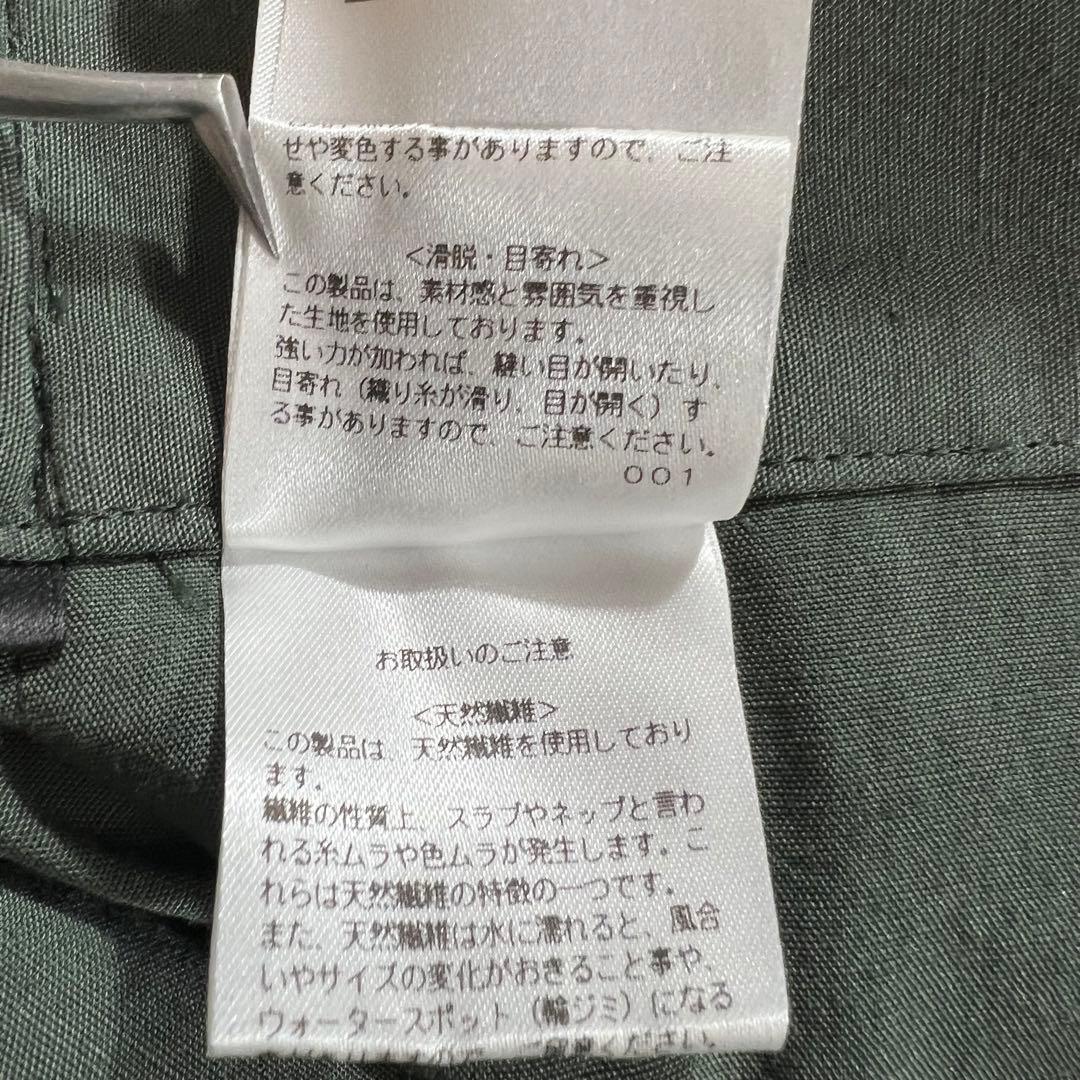 せや変色する事がありますので、ご注
意ください。
<滑脱・目寄れ>
この製品は、素材感と雰囲気を重視し
た生地を使用しております。
強い力が加われば、縫い目が開いたり、
目寄れ（織り糸が滑り、目が開く）す
る事がありますので、ご注意ください。
001
お取扱いのご注意
<天然繊維>
この製品は、天然繊維を使用しており
ます。
繊維の性質上、スラブやネップと言わ
れる糸ムラや色ムラが発生します。こ
れらは天然繊維の特徴の一つです。
また、天然繊維は水に濡れると、風合
いやサイズの変化がおきること事や、
ウォータースポット（輪ジミ）になる
ご留意ください。